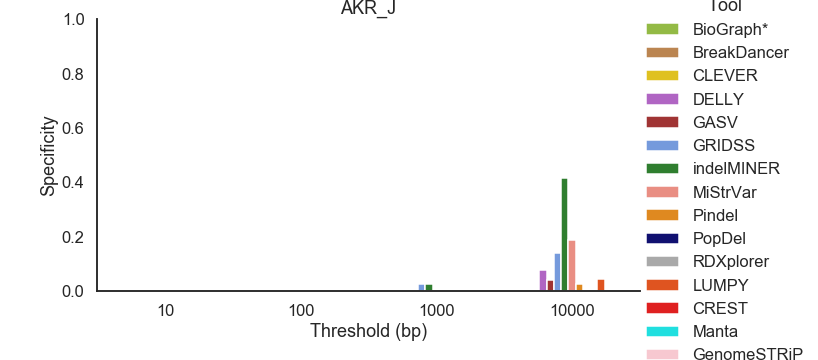 AKR_J
Tool
1.0
0.8
0.6
0.4
0.2
0.0
Specificity
10
100
1000
10000
Threshold (bp)
BioGraph*
BreakDancer
CLEVER
DELLY
GASV
GRIDSS
indelMINER
MiStrVar
Pindel
PopDel
RDXplorer
LUMPY
CREST
Manta
GenomeSTRiP